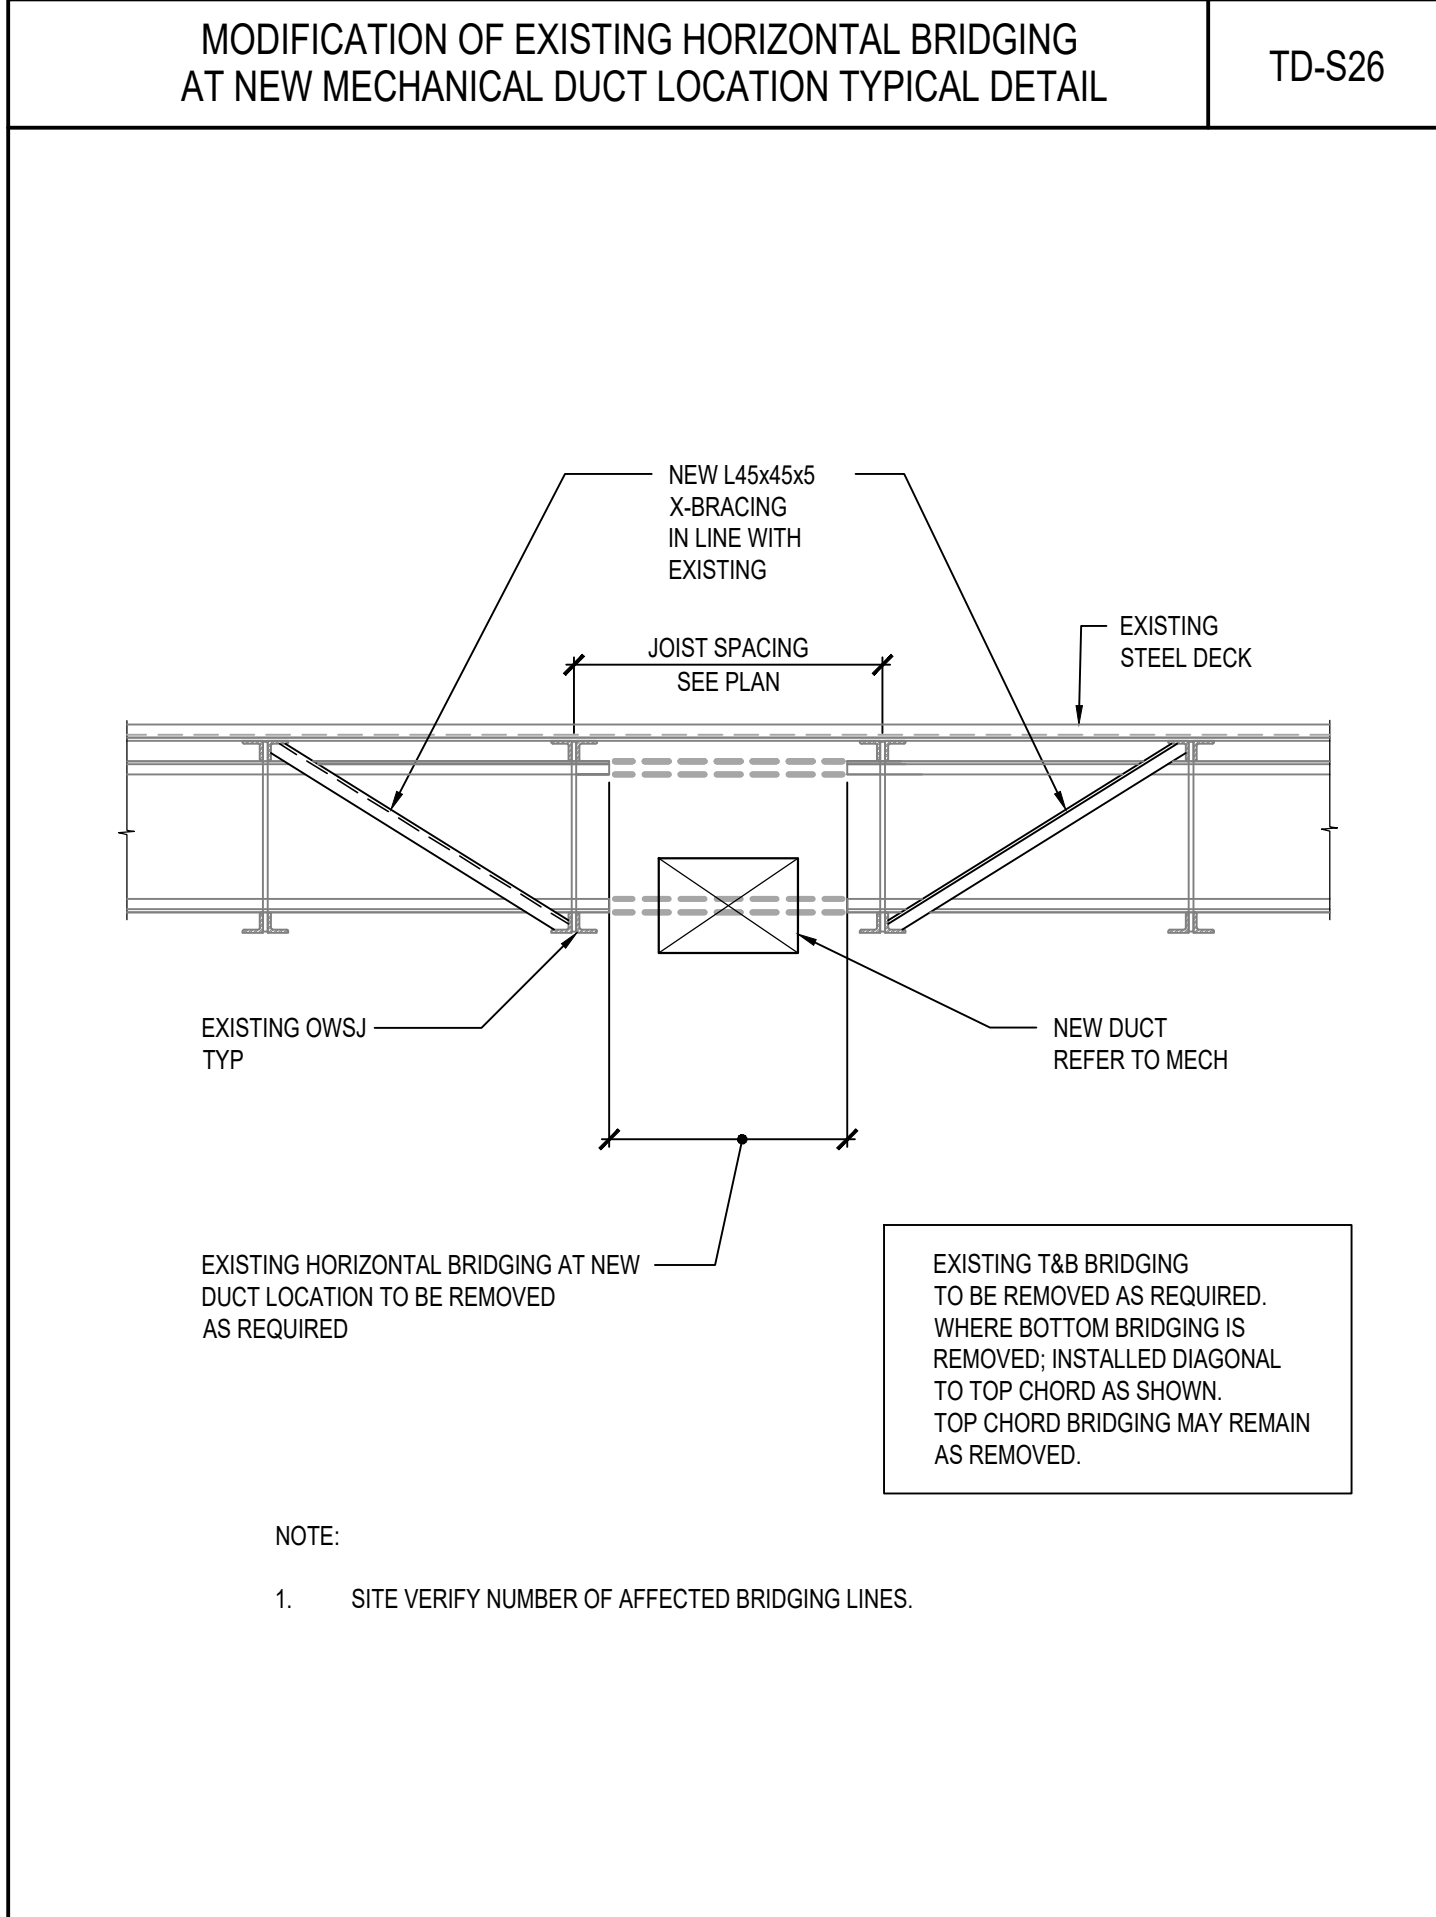 MODIFICATION OF EXISTING HORIZONTAL BRIDGING
AT NEW MECHANICAL DUCT LOCATION TYPICAL DETAIL
TD-S26
NEW L45x45x5
X-BRACING
IN LINE WITH
EXISTING
JOIST SPACING
SEE PLAN
EXISTING
STEEL DECK
EXISTING OWSJ
TYP
NEW DUCT
REFER TO MECH
EXISTING HORIZONTAL BRIDGING AT NEW
DUCT LOCATION TO BE REMOVED
AS REQUIRED
EXISTING T&B BRIDGING
TO BE REMOVED AS REQUIRED.
WHERE BOTTOM BRIDGING IS
REMOVED; INSTALLED DIAGONAL
TO TOP CHORD AS SHOWN.
TOP CHORD BRIDGING MAY REMAIN
AS REMOVED.
NOTE:
1. SITE VERIFY NUMBER OF AFFECTED BRIDGING LINES.